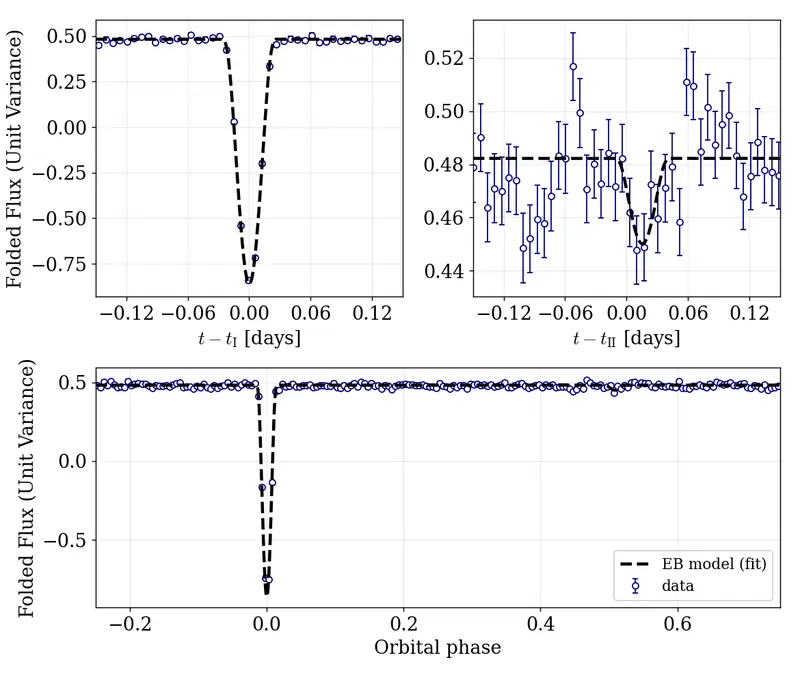 Folded Flux (Unit Variance)
0.50
0.25
0.00
−0.25
−0.50
−0.75
−0.12 −0.06 0.00 0.06 0.12
t − tI [days]
0.52
0.50
0.48
0.46
0.44
−0.12 −0.06 0.00 0.06 0.12
t − tII [days]
Folded Flux (Unit Variance)
0.5
0.0
−0.5
EB model (fit)
data
−0.2 0.0 0.2 0.4 0.6
Orbital phase